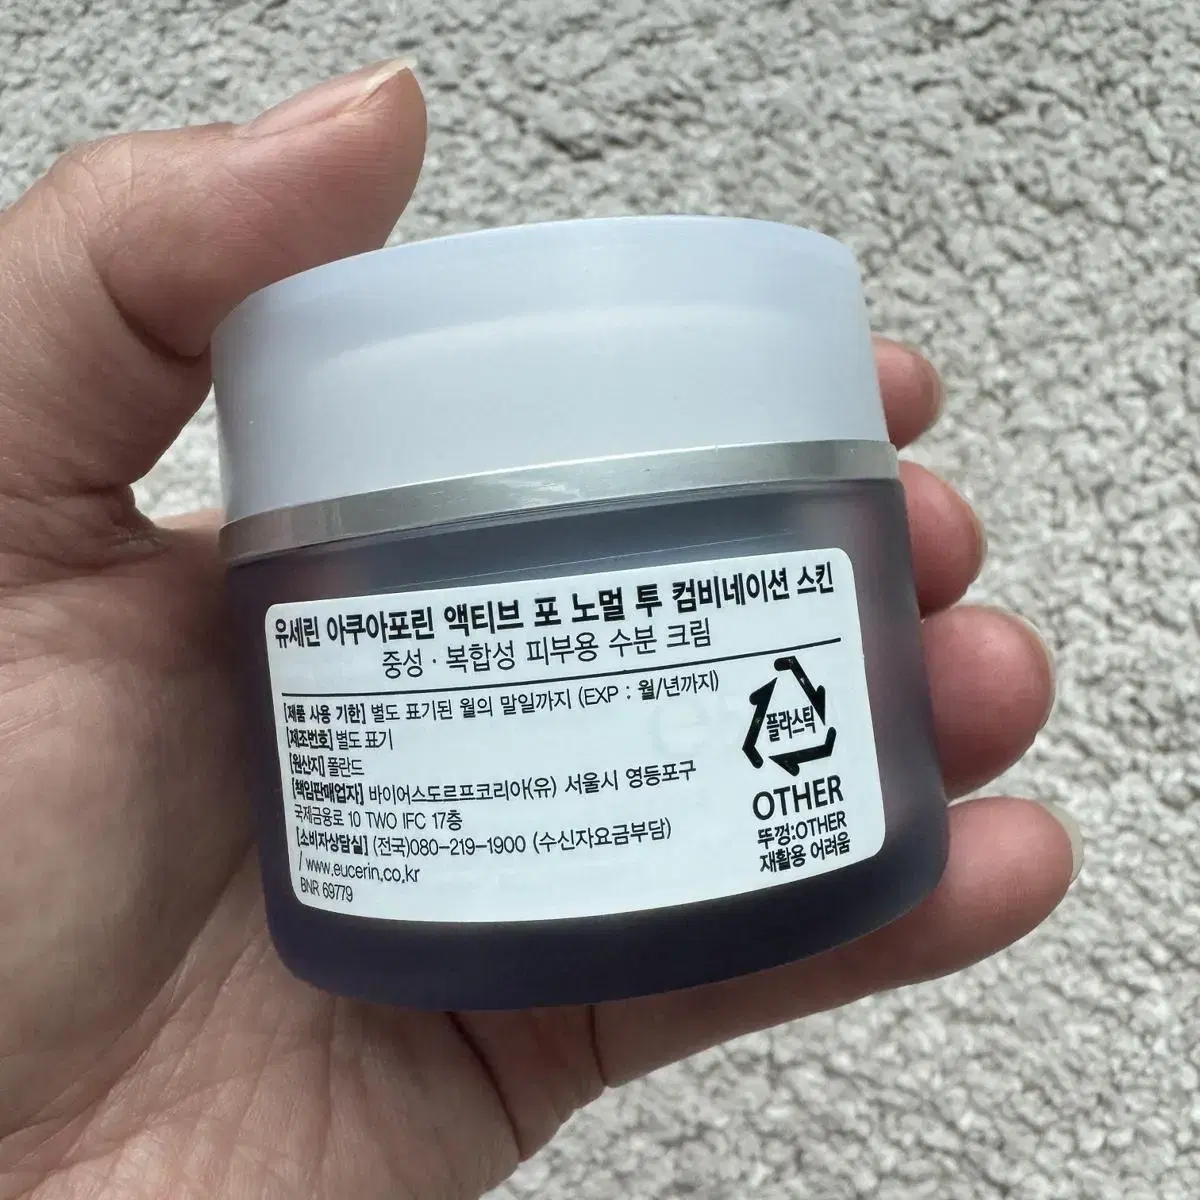 유세린 아쿠아포린 액티브 포 노멀 투 컴비네이션 스킨
중성 · 복합성 피부용 수분 크림
[제품 사용 기한] 별도 표기된 월의 말일까지 (EXP : 월/년까지)
[제조번호] 별도 표기
[원산지] 폴란드
[책임판매업자] 바이어스도르프코리아(유) 서울시 영등포구
국제금융로 10 TWO IFC 17층
[소비자상담실] (전국)080-219-1900 (수신자요금부담)
/ www.eucerin.co.kr
BNR 69779
플라스틱
OTHER
뚜껑:OTHER
재활용 어려움